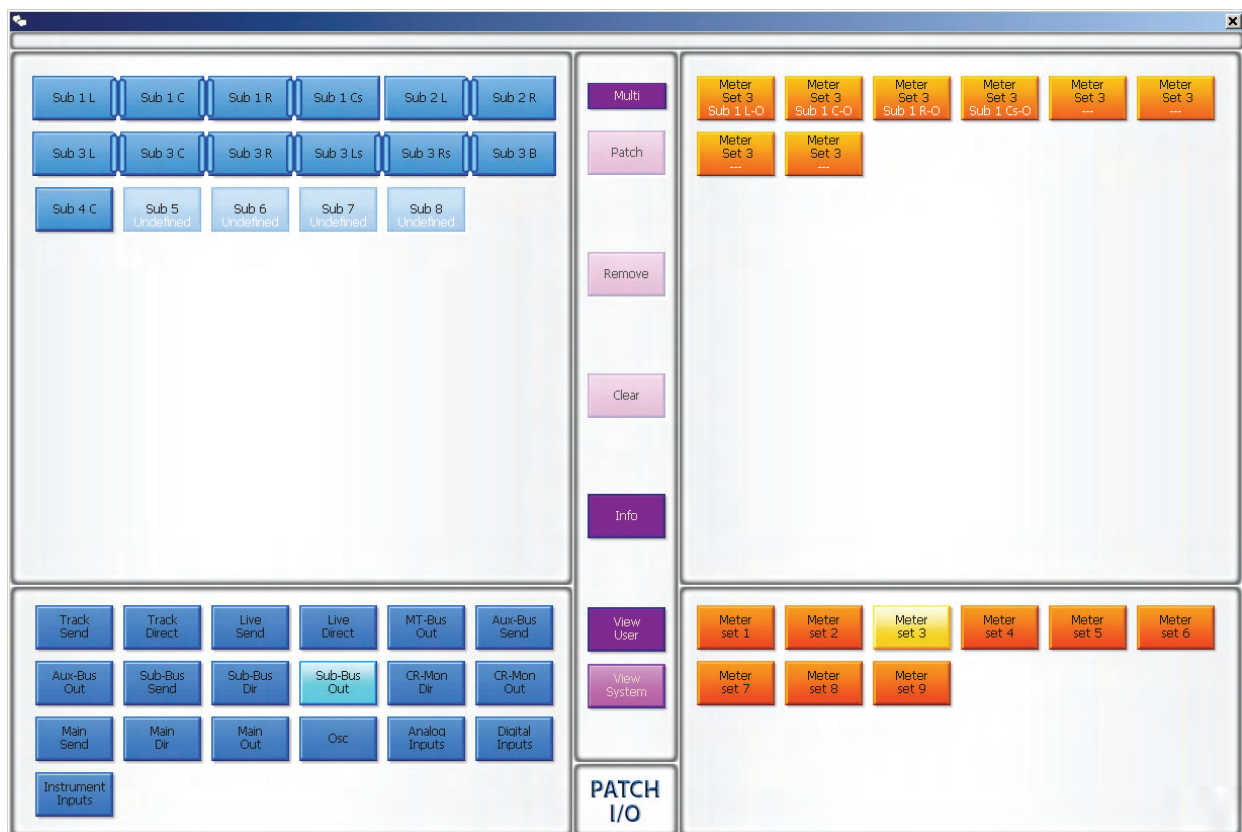 Sub 1 L
Sub 1 C
Sub 1 R
Sub 1 Cs
Sub 2 L
Sub 2 R
Sub 3 L
Sub 3 C
Sub 3 R
Sub 3 Ls
Sub 3 Rs
Sub 3 B
Sub 4 C
Sub 5
Undefined
Sub 6
Undefined
Sub 7
Undefined
Sub 8
Undefined
Track
Send
Track
Direct
Live
Send
Live
Direct
MT-Bus
Out
Aux-Bus
Send
Aux-Bus
Out
Sub-Bus
Send
Sub-Bus
Dir
Sub-Bus
Out
CR-Mon
Dir
CR-Mon
Out
Main
Send
Main
Dir
Main
Out
Osc
Analog
Inputs
Digital
Inputs
Instrument
Inputs
Multi
Patch
Remove
Clear
Info
View
User
View
System
PATCH
I/O
Meter
Set 3
Sub 1 L-O
Meter
Set 3
Sub 1 C-O
Meter
Set 3
Sub 1 R-O
Meter
Set 3
Sub 1 Cs-O
Meter
Set 3
---
Meter
Set 3
---
Meter
Set 3
---
Meter
Set 3
---
Meter
set 1
Meter
set 2
Meter
set 3
Meter
set 4
Meter
set 5
Meter
set 6
Meter
set 7
Meter
set 8
Meter
set 9